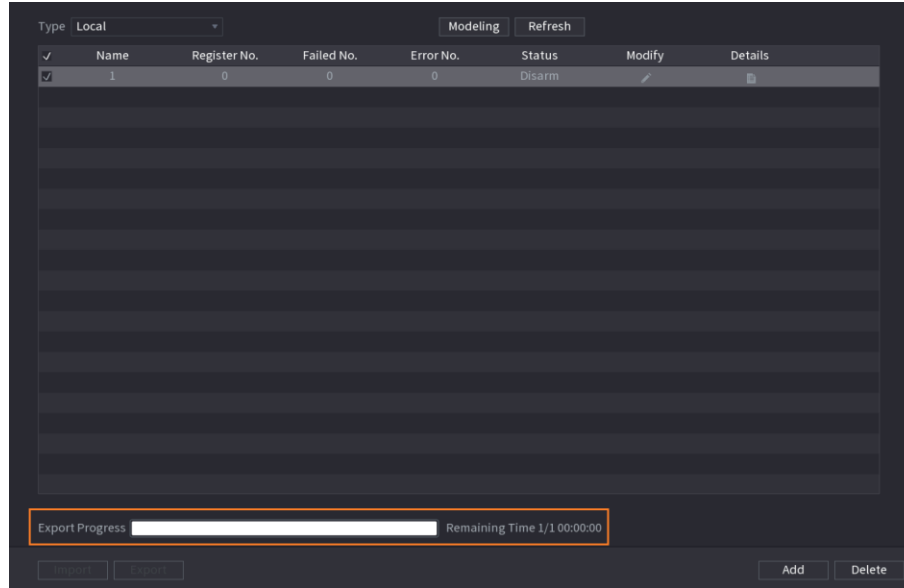 Type Local Modeling Refresh
Name Register No. Failed No. Error No. Status Modify Details
1 0 0 0 Disarm
Export Progress Remaining Time 1/1 00:00:00
Import Export Add Delete